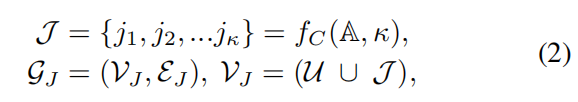 𝒥 = {j₁, j₂, ...j_κ} = f_C(𝔸, κ),
𝒢_J = (𝒱_J, ℰ_J), 𝒱_J = (𝒰 ∪ 𝒥),
(2)